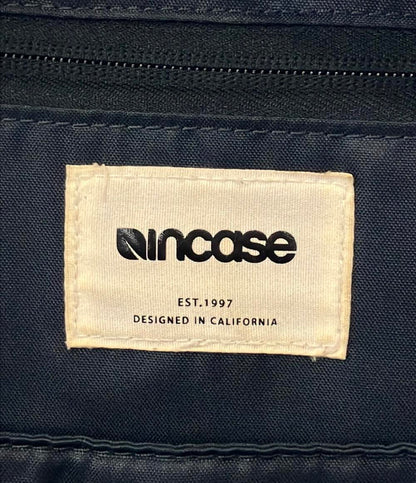 incase
EST.1997
DESIGNED IN CALIFORNIA